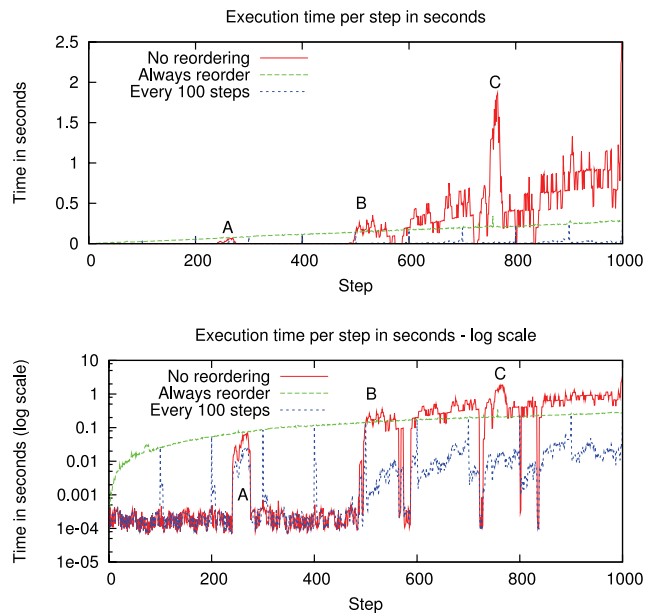 Execution time per step in seconds
Time in seconds
2.5
2
1.5
1
0.5
0
No reordering
Always reorder
Every 100 steps
A
B
C
0 200 400 600 800 1000
Step
Execution time per step in seconds - log scale
Time in seconds (log scale)
10
1
0.1
0.01
0.001
1e-04
1e-05
No reordering
Always reorder
Every 100 steps
A
B
C
0 200 400 600 800 1000
Step